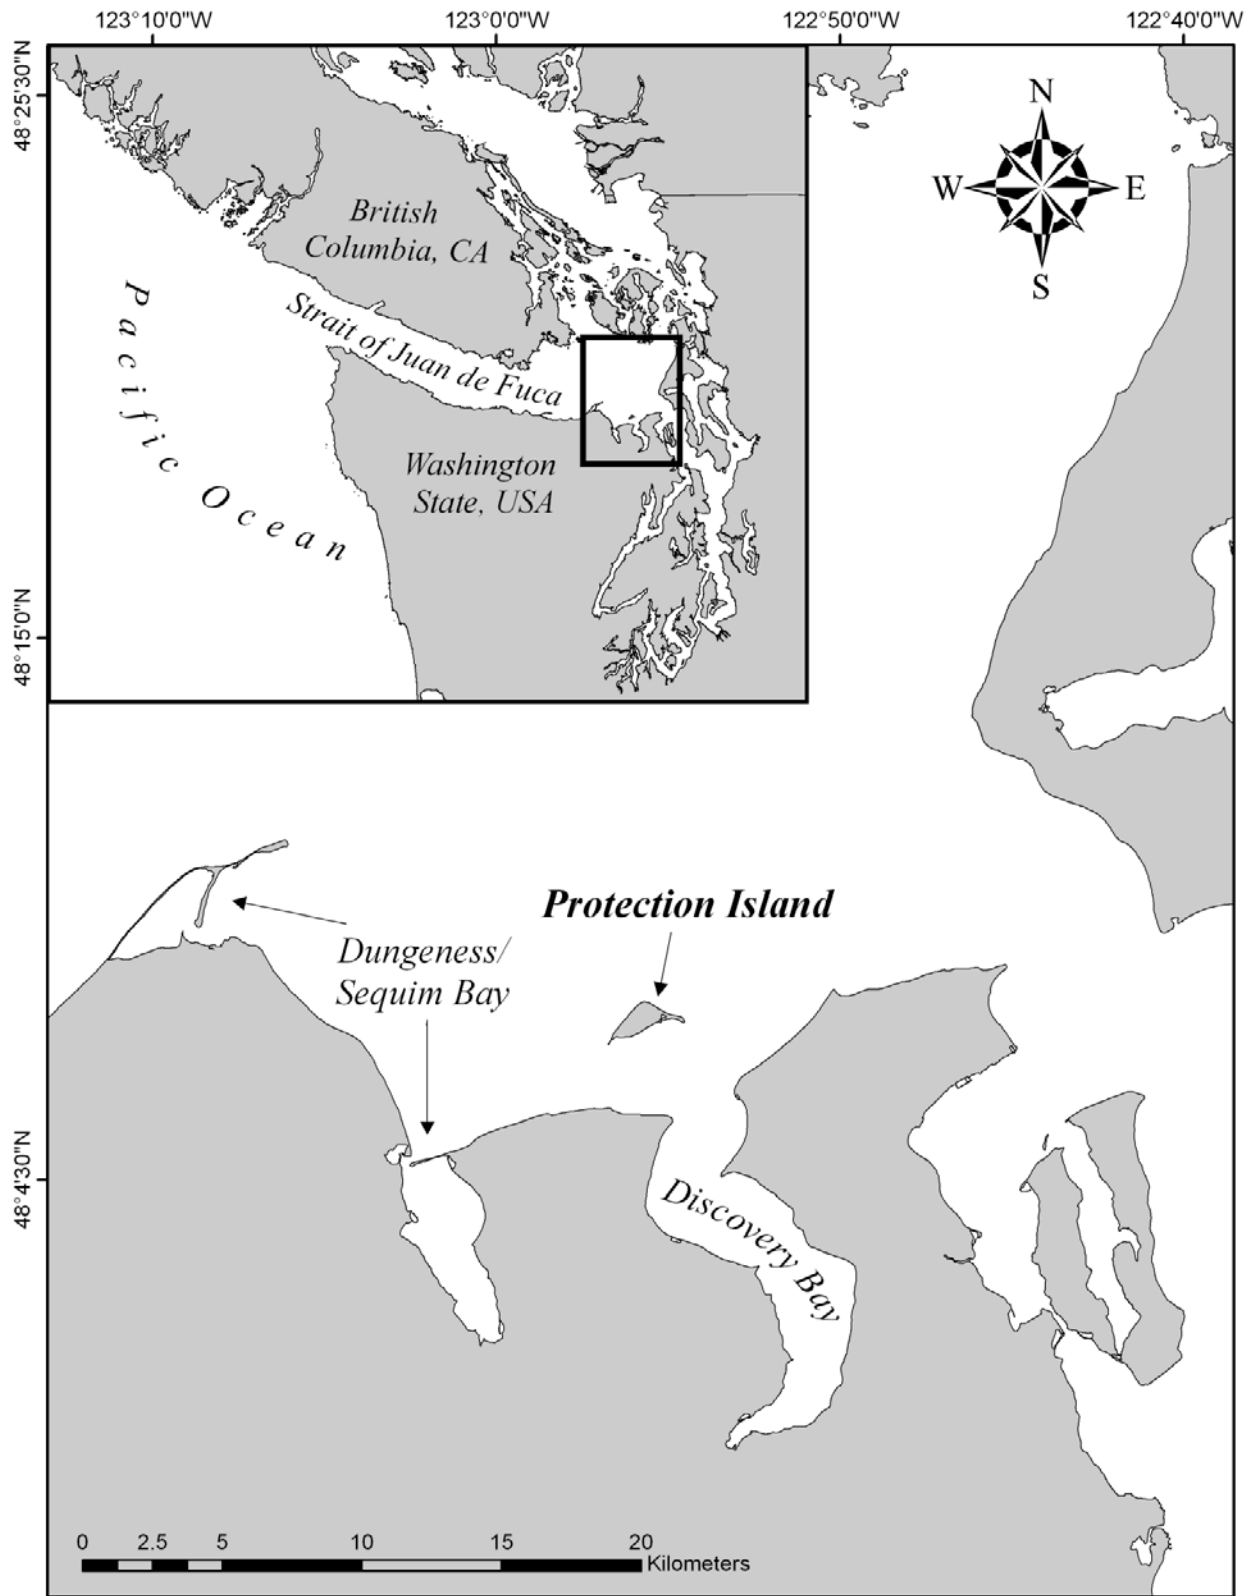 123°10'0"W
123°0'0"W
122°50'0"W
122°40'0"W
48°25'30"N
48°15'0"N
48°4'30"N
N
W
E
S
British
Columbia, CA
Strait of Juan de Fuca
Pacific Ocean
Washington
State, USA
Protection Island
Dungeness/
Sequim Bay
Discovery Bay
0 2.5 5 10 15 20
Kilometers